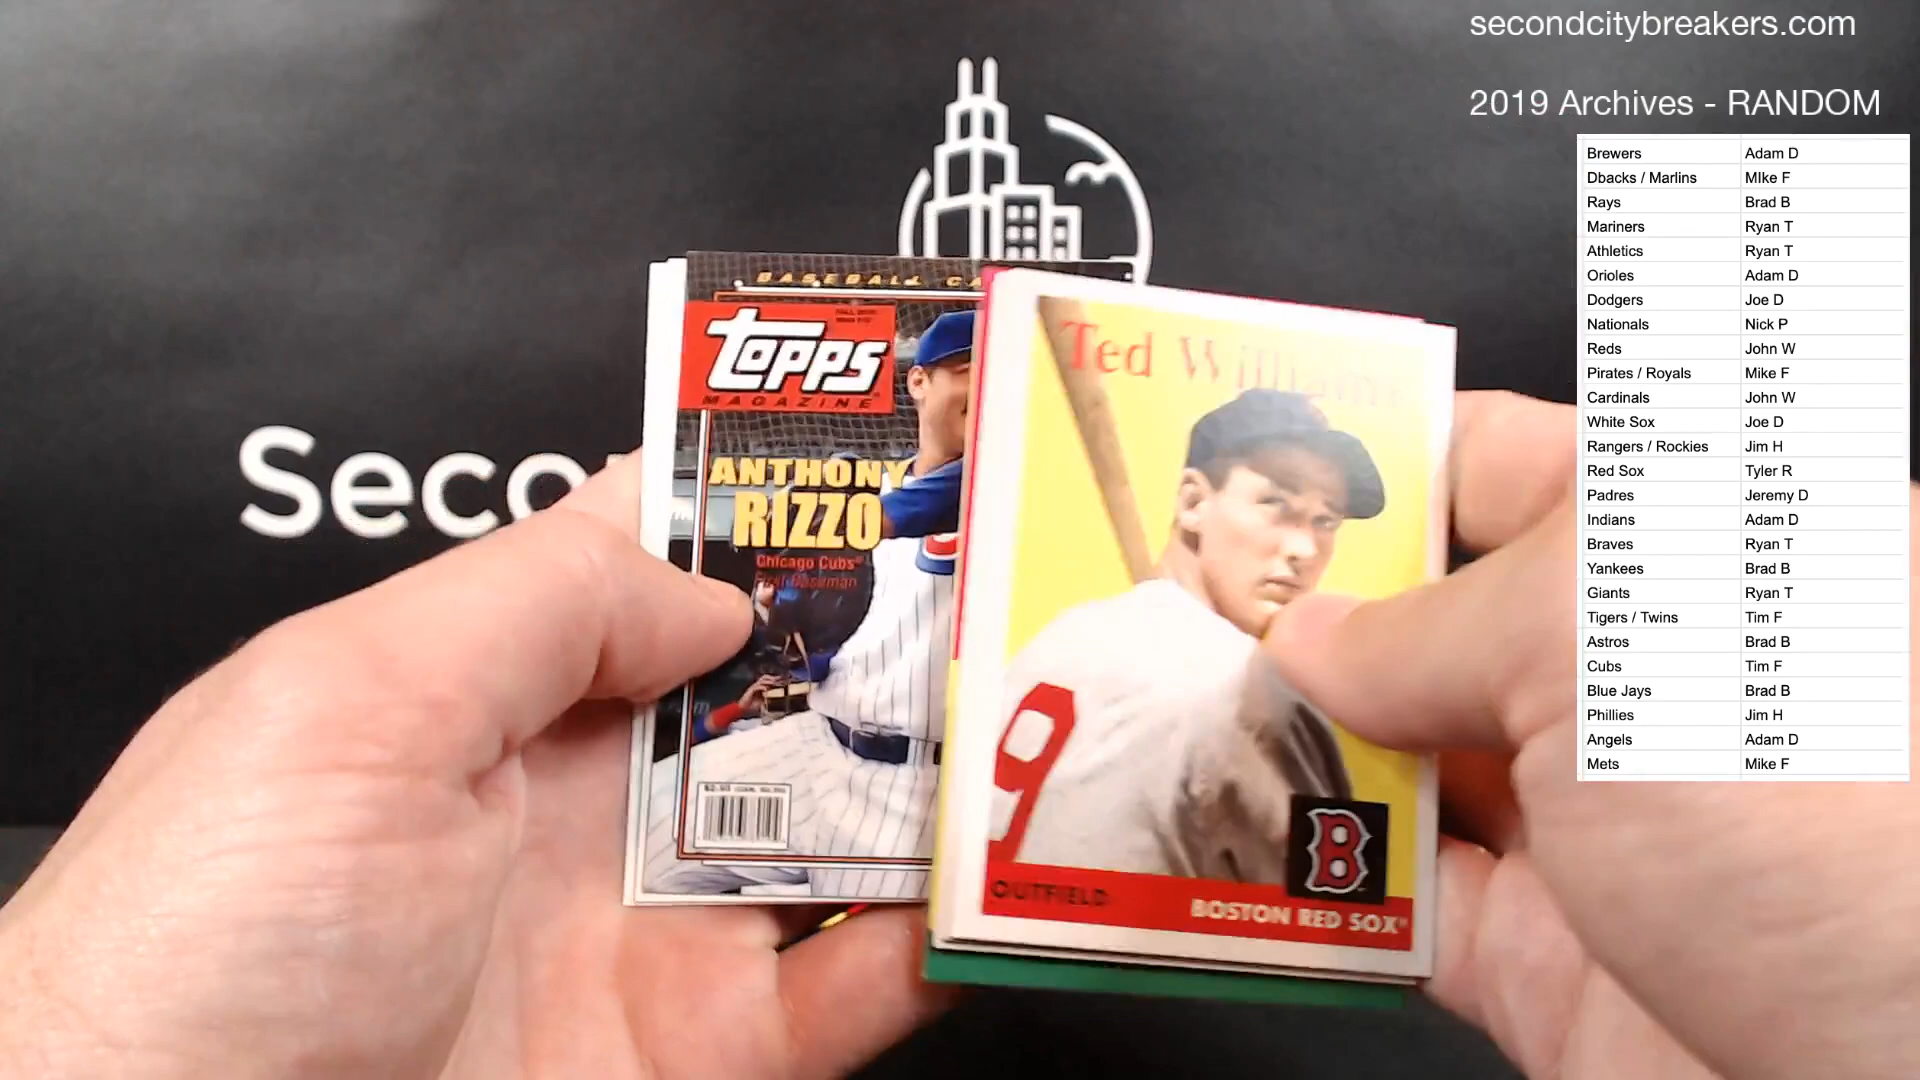 secondcitybreakers.com
2019 Archives - RANDOM
Brewers Adam D
Dbacks / Marlins MIke F
Rays Brad B
Mariners Ryan T
Athletics Ryan T
Orioles Adam D
Dodgers Joe D
Nationals Nick P
Reds John W
Pirates / Royals Mike F
Cardinals John W
White Sox Joe D
Rangers / Rockies Jim H
Red Sox Tyler R
Padres Jeremy D
Indians Adam D
Braves Ryan T
Yankees Brad B
Giants Ryan T
Tigers / Twins Tim F
Astros Brad B
Cubs Tim F
Blue Jays Brad B
Phillies Jim H
Angels Adam D
Mets Mike F
Seco
BASEBALL CA
Topps
MAGAZINE
ANTHONY
RIZZO
Chicago Cubs
First Baseman
Ted Williams
9
B
OUTFIELD
BOSTON RED SOX